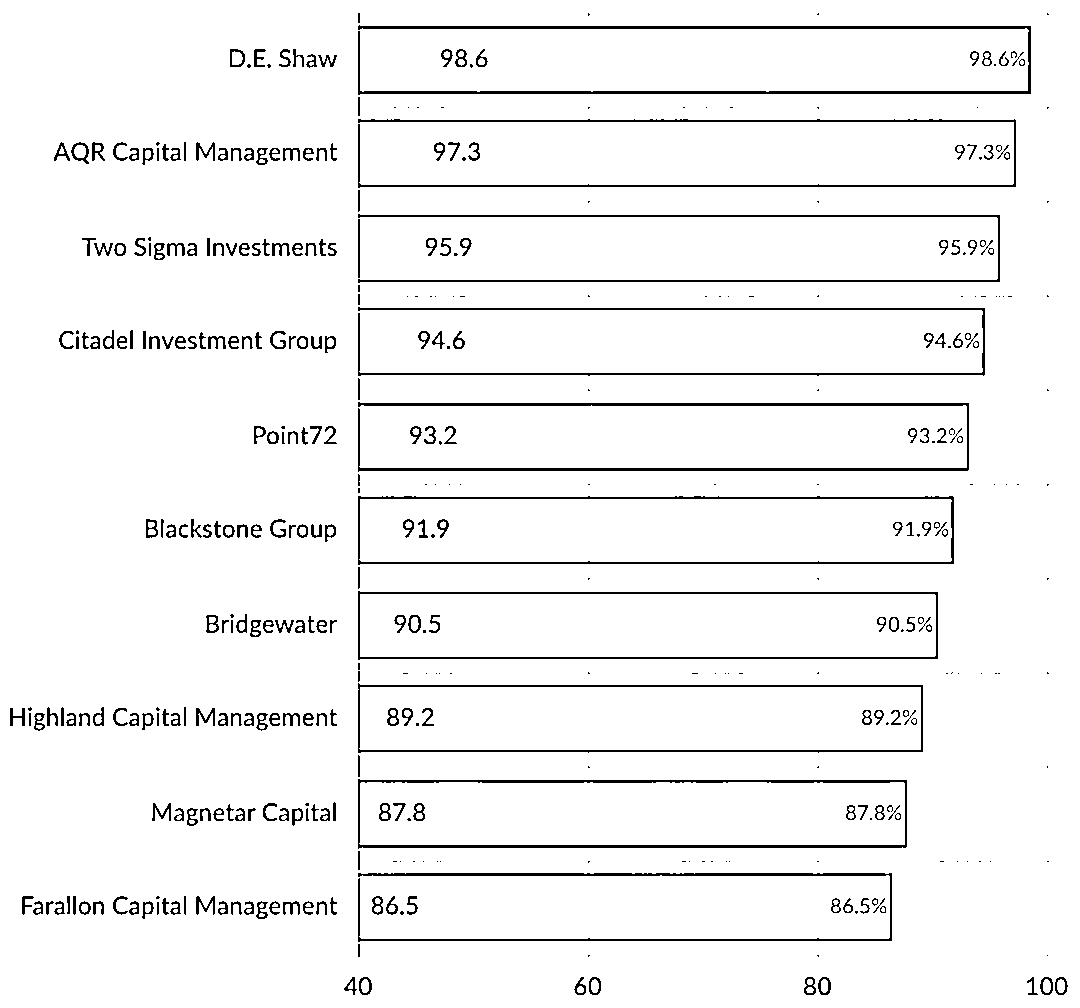 D.E. Shaw 98.6 98.6%
AQR Capital Management 97.3 97.3%
Two Sigma Investments 95.9 95.9%
Citadel Investment Group 94.6 94.6%
Point72 93.2 93.2%
Blackstone Group 91.9 91.9%
Bridgewater 90.5 90.5%
Highland Capital Management 89.2 89.2%
Magnetar Capital 87.8 87.8%
Farallon Capital Management 86.5 86.5%
40 60 80 100